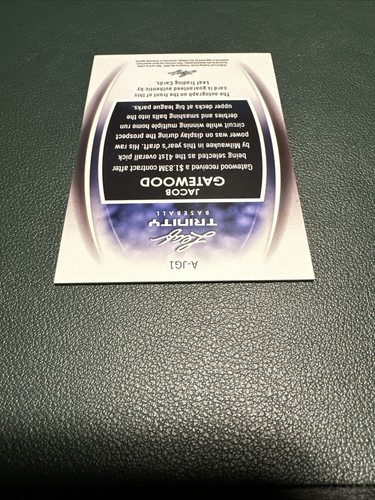 A-JG1
Leaf
TRINITY
BASEBALL
JACOB
GATEWOOD
Gatewood received a $1.83M contract after
being selected as the 41st overall pick
by Milwaukee in this year's draft. His raw
power was on display during the prospect
circuit while winning multiple home run
derbies and smashing balls into the
upper decks at big league parks.
The autograph on the front of this
card is guaranteed authentic by
Leaf Trading Cards.
Leaf